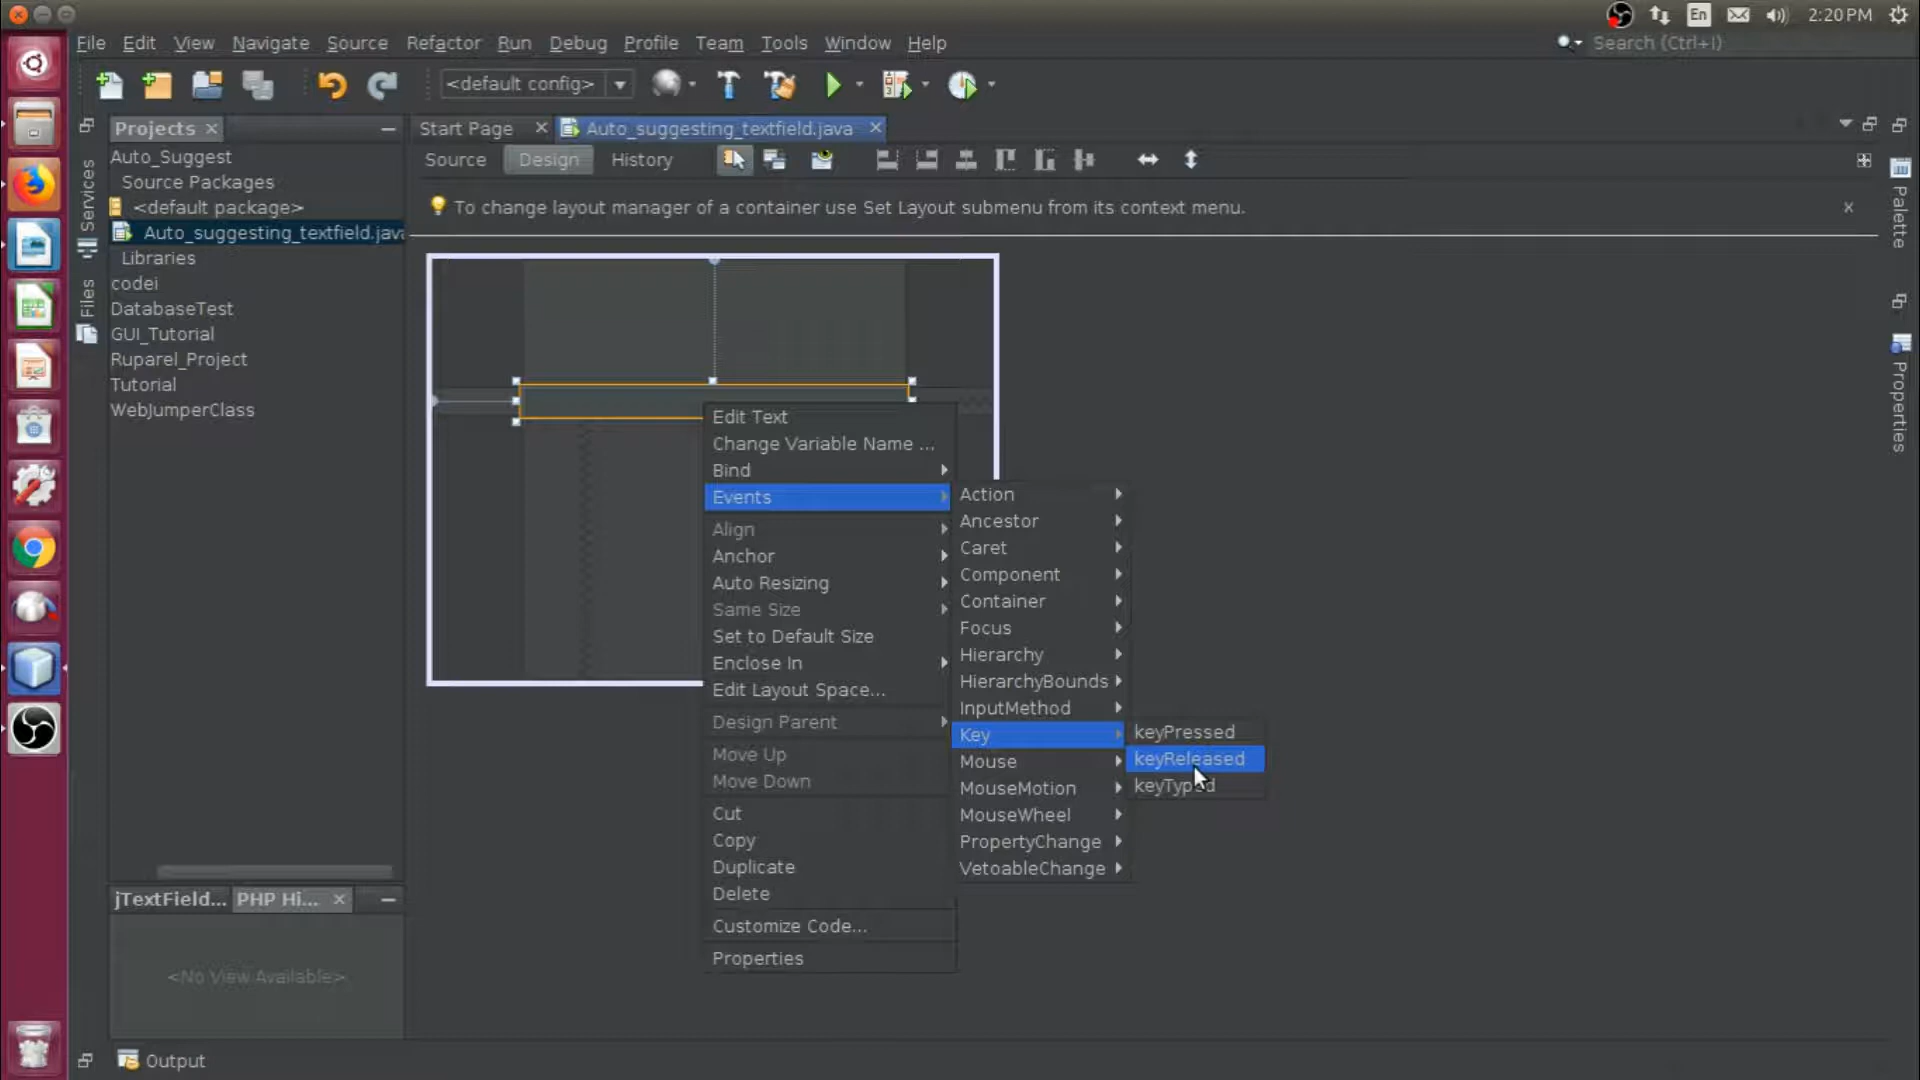 En
2:20 PM
File Edit View Navigate Source Refactor Run Debug Profile Team Tools Window Help
Search (Ctrl+I)
<default config>
Projects
Start Page
Auto_suggesting_textfield.java
Source Design History
To change layout manager of a container use Set Layout submenu from its context menu.
Services
Files
Auto_Suggest
Source Packages
<default package>
Auto_suggesting_textfield.java
Libraries
codei
DatabaseTest
GUI_Tutorial
Ruparel_Project
Tutorial
WebJumperClass
Palette
Properties
Edit Text
Change Variable Name ...
Bind
Events
Align
Anchor
Auto Resizing
Same Size
Set to Default Size
Enclose In
Edit Layout Space...
Design Parent
Move Up
Move Down
Cut
Copy
Duplicate
Delete
Customize Code...
Properties
Action
Ancestor
Caret
Component
Container
Focus
Hierarchy
HierarchyBounds
InputMethod
Key
Mouse
MouseMotion
MouseWheel
PropertyChange
VetoableChange
keyPressed
keyReleased
keyTyped
jTextField...
PHP Hi...
<No View Available>
Output